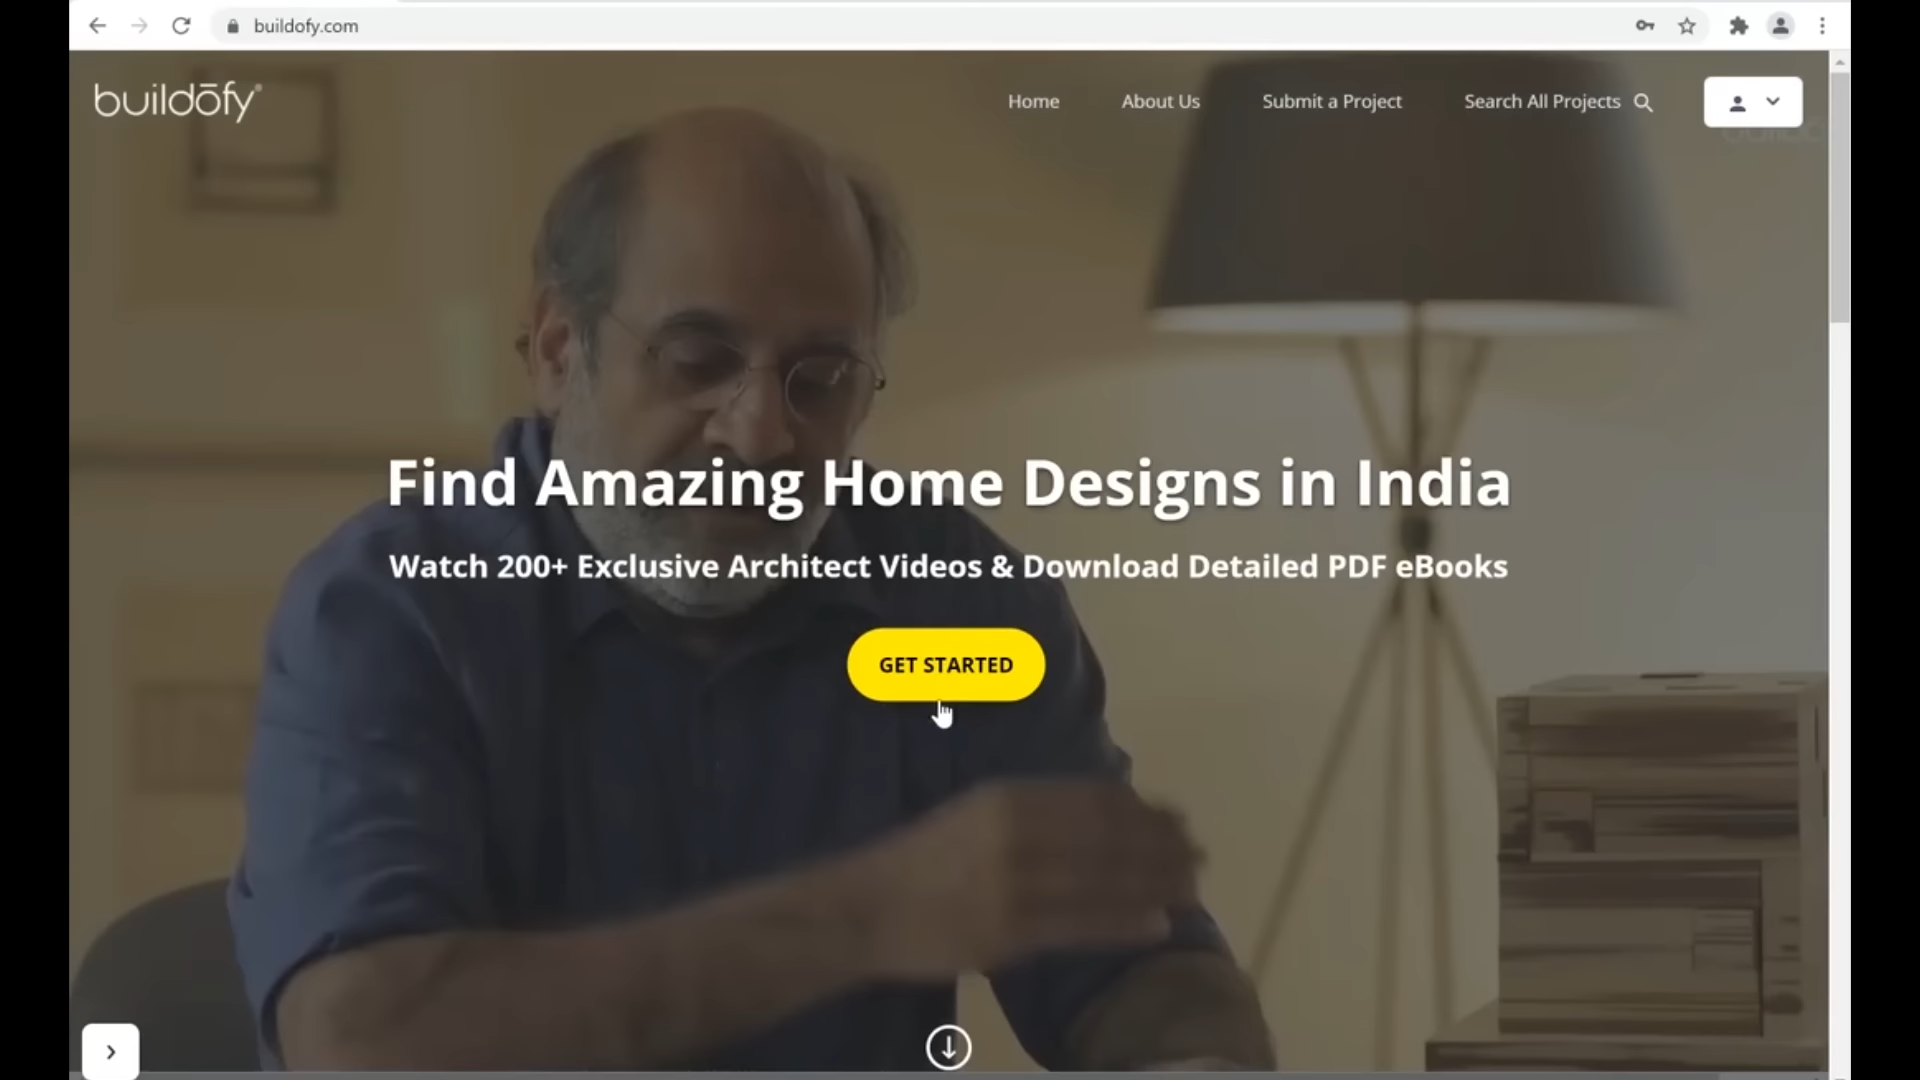 buildofy.com
buildōfy®
Home
About Us
Submit a Project
Search All Projects
Find Amazing Home Designs in India
Watch 200+ Exclusive Architect Videos & Download Detailed PDF eBooks
GET STARTED